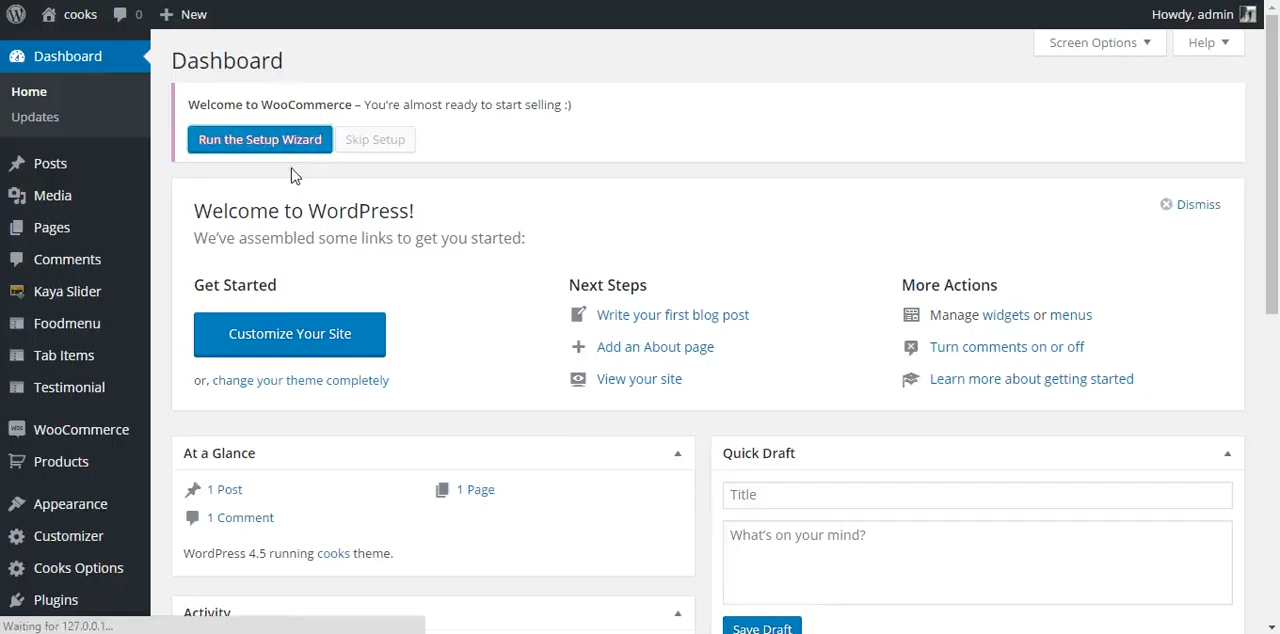 cooks 0 New Howdy, admin
Screen Options Help
Dashboard
Home
Updates
Posts
Media
Pages
Comments
Kaya Slider
Foodmenu
Tab Items
Testimonial
WooCommerce
Products
Appearance
Customizer
Cooks Options
Plugins
Dashboard
Welcome to WooCommerce – You're almost ready to start selling :)
Run the Setup Wizard Skip Setup
Welcome to WordPress!
Dismiss
We've assembled some links to get you started:
Get Started
Customize Your Site
or, change your theme completely
Next Steps
Write your first blog post
Add an About page
View your site
More Actions
Manage widgets or menus
Turn comments on or off
Learn more about getting started
At a Glance
1 Post 1 Page
1 Comment
WordPress 4.5 running cooks theme.
Activity
Quick Draft
Title
What's on your mind?
Save Draft
Waiting for 127.0.0.1...